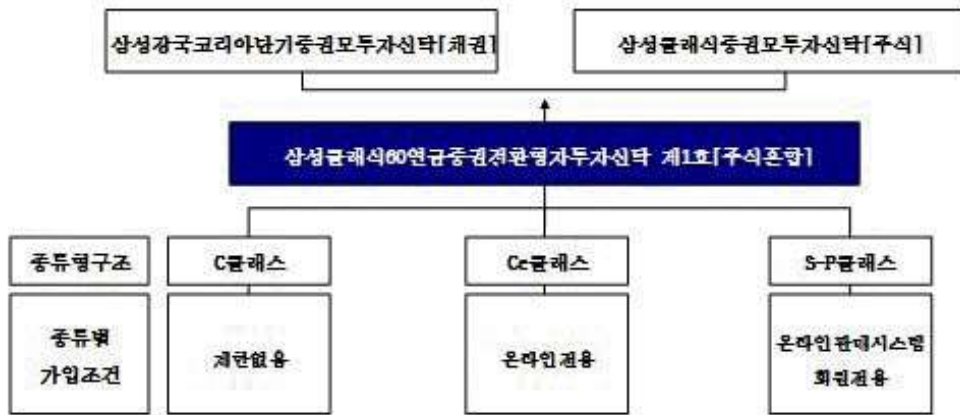 삼성강국코리아단기증권모투자신탁[채권]
삼성클래식증권모투자신탁[주식]
삼성클래식60연금증권전환형자투자신탁 제1호[주식혼합]
종류형구조
C클래스
Ce클래스
S-P클래스
종류별
가입조건
제한없음
온라인전용
온라인판매시스템
회원전용